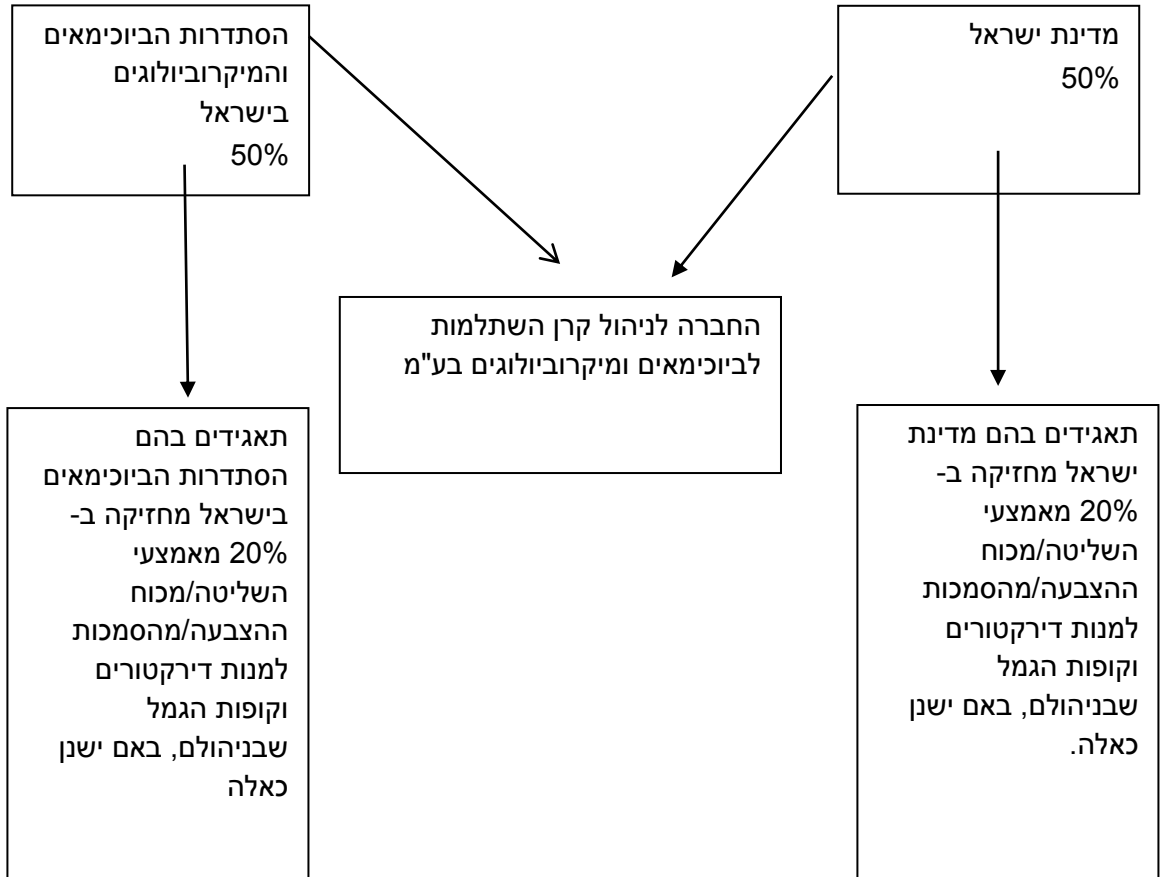 מדינת ישראל
50%
הסתדרות הביוכימאים
והמיקרוביולוגים
בישראל
50%
החברה לניהול קרן השתלמות
לביוכימאים ומיקרוביולוגים בע"מ
תאגידים בהם מדינת
ישראל מחזיקה ב-
20% מאמצעי
השליטה/מכוח
ההצבעה/מהסמכות
למנות דירקטורים
וקופות הגמל
שבניהולם, באם ישנן
כאלה.
תאגידים בהם
הסתדרות הביוכימאים
בישראל מחזיקה ב-
20% מאמצעי
השליטה/מכוח
ההצבעה/מהסמכות
למנות דירקטורים
וקופות הגמל
שבניהולם, באם ישנן
כאלה